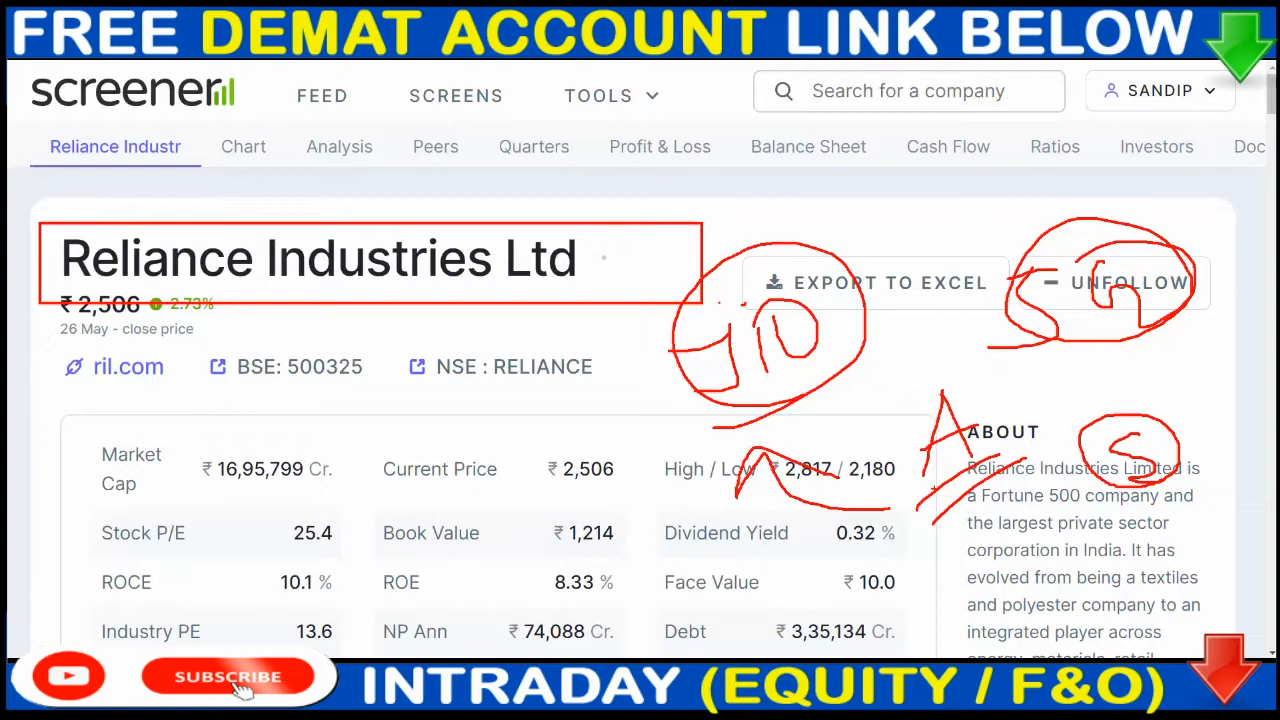 FREE DEMAT ACCOUNT LINK BELOW
screener
FEED SCREENS TOOLS
Search for a company
SANDIP
Reliance Industr Chart Analysis Peers Quarters Profit & Loss Balance Sheet Cash Flow Ratios Investors Doc
Reliance Industries Ltd
EXPORT TO EXCEL
UNFOLLOW
₹ 2,506 2.73%
26 May - close price
ril.com BSE: 500325 NSE : RELIANCE
Market Cap ₹ 16,95,799 Cr.
Current Price ₹ 2,506
High / Low ₹ 2,817 / 2,180
Stock P/E 25.4
Book Value ₹ 1,214
Dividend Yield 0.32 %
ROCE 10.1 %
ROE 8.33 %
Face Value ₹ 10.0
Industry PE 13.6
NP Ann ₹ 74,088 Cr.
Debt ₹ 3,35,134 Cr.
A
S
ABOUT
Reliance Industries Limited is
a Fortune 500 company and
the largest private sector
corporation in India. It has
evolved from being a textiles
and polyester company to an
integrated player across
energy, materials, retail,
SUBSCRIBE
INTRADAY (EQUITY / F&O)